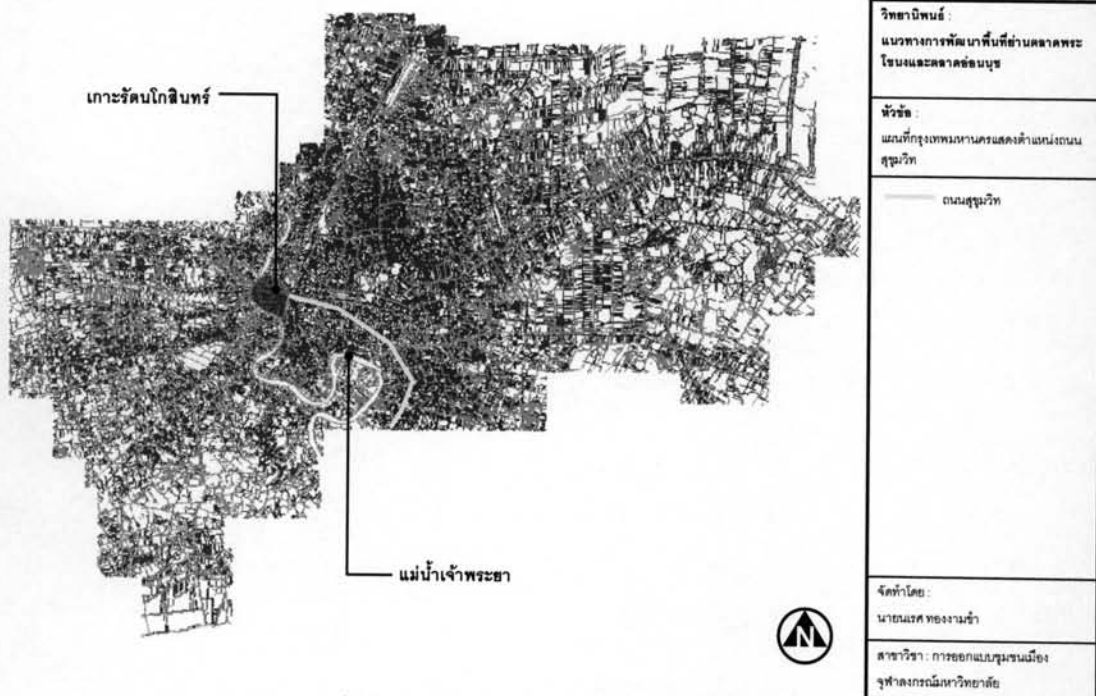 เกาะรัตนโกสินทร์
แม่น้ำเจ้าพระยา
N
วิทยานิพนธ์ :
แนวทางการพัฒนาพื้นที่ย่านตลาดพระ
โขนงและตลาดอ่อนนุช
หัวข้อ :
แผนที่กรุงเทพมหานครแสดงตำแหน่งถนน
สุขุมวิท
ถนนสุขุมวิท
จัดทำโดย :
นายนเรศ ทองงามขำ
สาขาวิชา : การออกแบบชุมชนเมือง
จุฬาลงกรณ์มหาวิทยาลัย